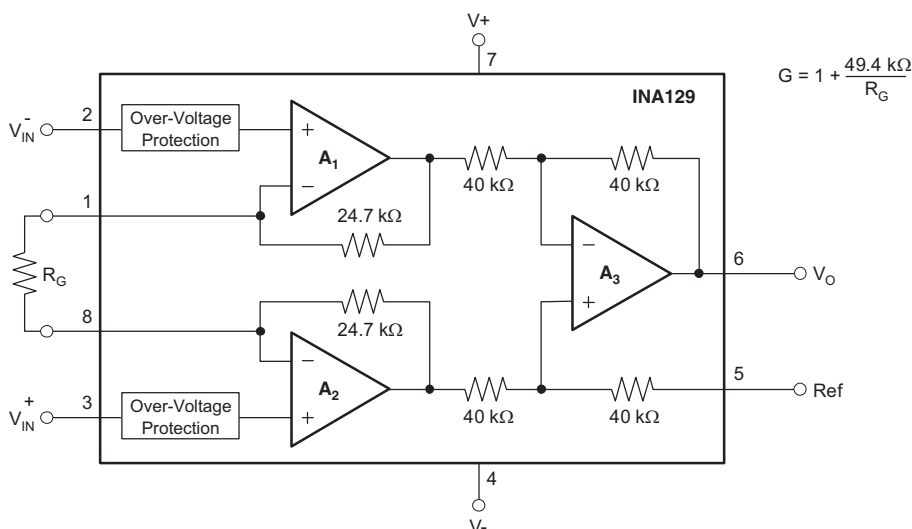 V+
7
G = 1 + 49.4 kΩ / R_G
INA129
2
V_IN^-
Over-Voltage
Protection
+
A_1
−
40 kΩ
40 kΩ
1
24.7 kΩ
R_G
−
A_3
+
6
V_O
8
24.7 kΩ
−
A_2
+
5
Ref
3
V_IN^+
Over-Voltage
Protection
40 kΩ
40 kΩ
4
V-